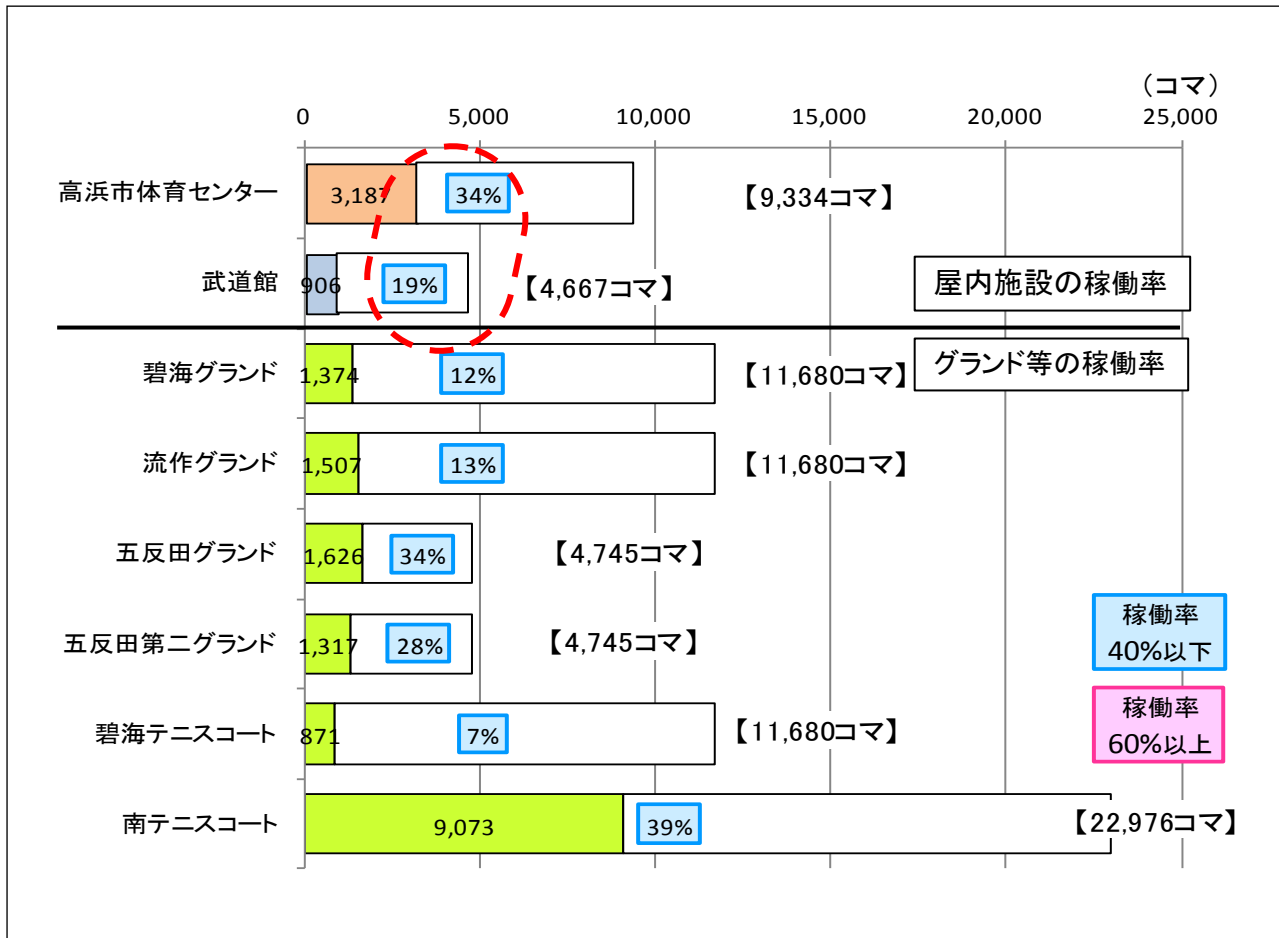 （コマ）
0
5,000
10,000
15,000
20,000
25,000
高浜市体育センター
3,187
34%
【9,334コマ】
武道館
906
19%
【4,667コマ】
屋内施設の稼働率
グランド等の稼働率
碧海グランド
1,374
12%
【11,680コマ】
流作グランド
1,507
13%
【11,680コマ】
五反田グランド
1,626
34%
【4,745コマ】
五反田第二グランド
1,317
28%
【4,745コマ】
稼働率
40%以下
碧海テニスコート
871
7%
【11,680コマ】
稼働率
60%以上
南テニスコート
9,073
39%
【22,976コマ】